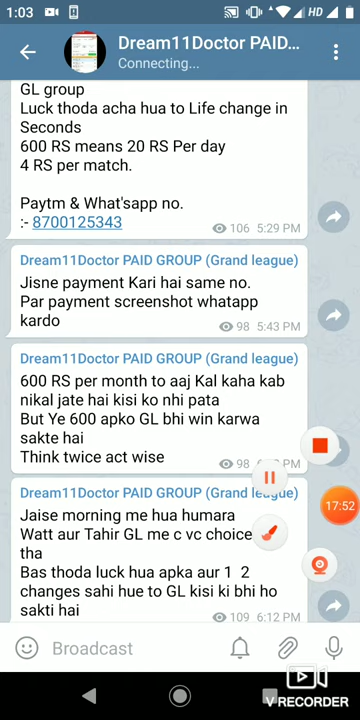 1:03
HD
Dream11Doctor PAID...
Connecting...
GL group
Luck thoda acha hua to Life change in
Seconds
600 RS means 20 RS Per day
4 RS per match.
Paytm & What'sapp no.
:- 8700125343
106 5:29 PM
Dream11Doctor PAID GROUP (Grand league)
Jisne payment Kari hai same no.
Par payment screenshot whatapp
kardo
98 5:43 PM
Dream11Doctor PAID GROUP (Grand league)
600 RS per month to aaj Kal kaha kab
nikal jate hai kisi ko nhi pata
But Ye 600 apko GL bhi win karwa
sakte hai
Think twice act wise
98
PM
Dream11Doctor PAID GROUP (Grand league)
Jaise morning me hua humara
Watt aur Tahir GL me c vc choice
tha
Bas thoda luck hua apka aur 1 2
changes sahi hue to GL kisi ki bhi ho
sakti hai
109 6:12 PM
17:52
Broadcast
V RECORDER